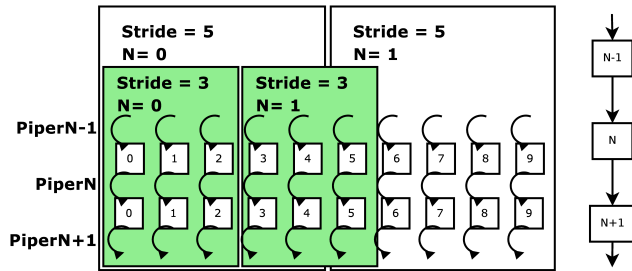 Stride = 5
N= 0
Stride = 5
N= 1
Stride = 3
N= 0
Stride = 3
N= 1
PiperN-1
0 1 2 3 4 5 6 7 8 9
PiperN
0 1 2 3 4 5 6 7 8 9
PiperN+1
N-1
N
N+1